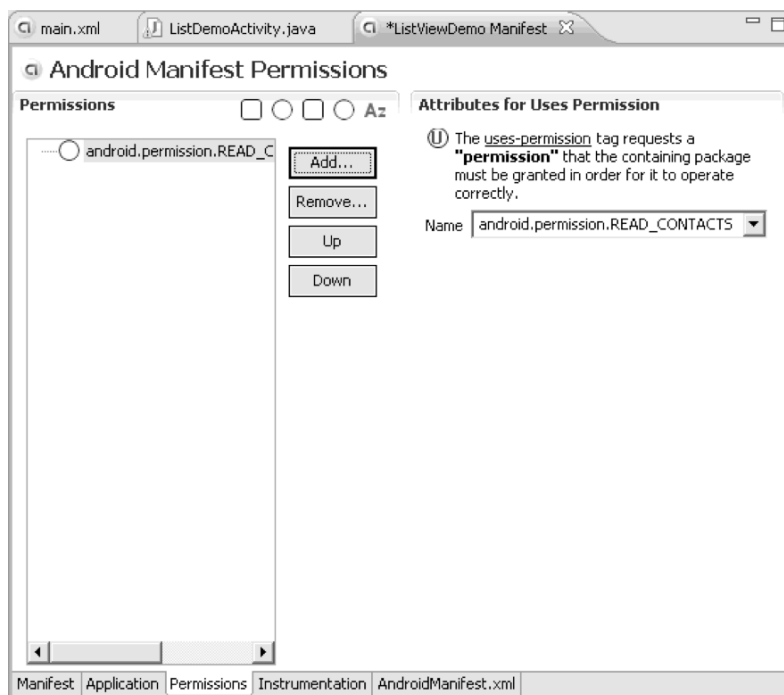 main.xml ListDemoActivity.java *ListViewDemo Manifest
Android Manifest Permissions
Permissions Az
android.permission.READ_C
Add...
Remove...
Up
Down
Attributes for Uses Permission
U The uses-permission tag requests a
"permission" that the containing package
must be granted in order for it to operate
correctly.
Name android.permission.READ_CONTACTS
Manifest Application Permissions Instrumentation AndroidManifest.xml